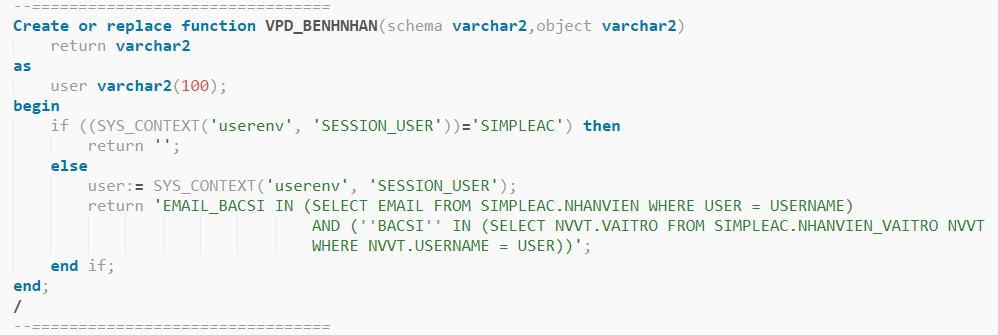 --================================
Create or replace function VPD_BENHNHAN(schema varchar2,object varchar2)
    return varchar2
as
    user varchar2(100);
begin
    if ((SYS_CONTEXT('userenv', 'SESSION_USER'))='SIMPLEAC') then
        return '';
    else
        user:= SYS_CONTEXT('userenv', 'SESSION_USER');
        return 'EMAIL_BACSI IN (SELECT EMAIL FROM SIMPLEAC.NHANVIEN WHERE USER = USERNAME)
                                AND (''BACSI'' IN (SELECT NVVT.VAITRO FROM SIMPLEAC.NHANVIEN_VAITRO NVVT
                                WHERE NVVT.USERNAME = USER))';
    end if;
end;
/
--================================